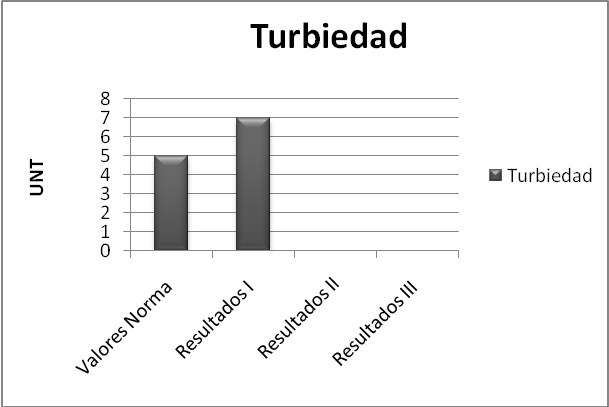 Turbiedad
UNT
8
7
6
5
4
3
2
1
0
Valores Norma
Resultados I
Resultados II
Resultados III
Turbiedad